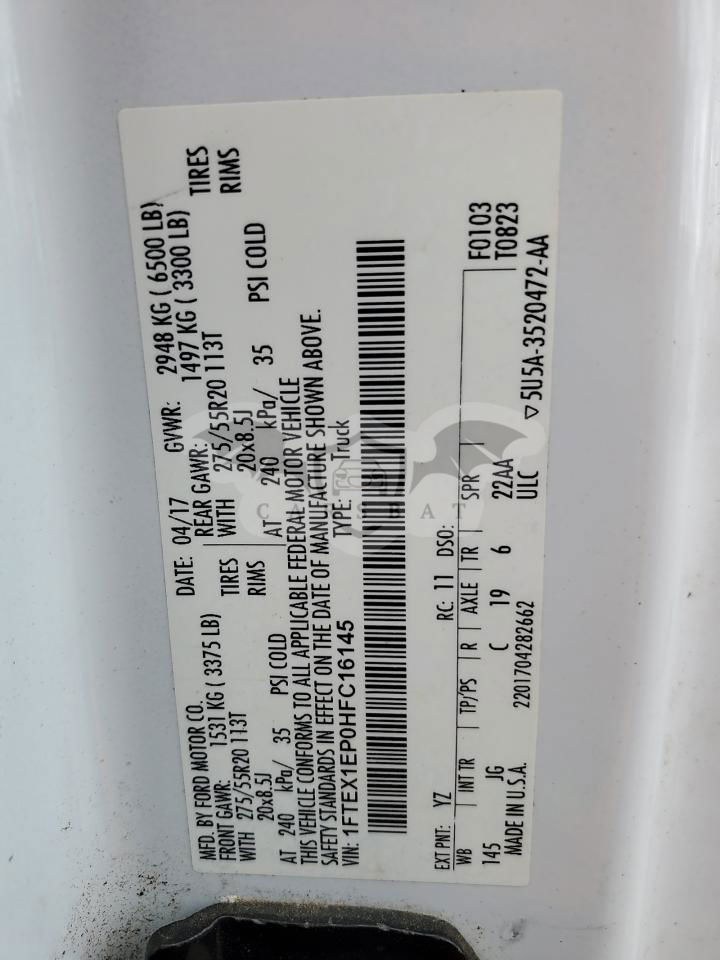 MFD. BY FORD MOTOR CO. DATE: 04/17 GVWR: 2948 KG ( 6500 LB)
FRONT GAWR: 1531 KG ( 3375 LB) REAR GAWR: 1497 KG ( 3300 LB)
WITH 275/55R20 113T TIRES WITH 275/55R20 113T TIRES
20x8.5J RIMS 20x8.5J RIMS
AT 240 kPa/ 35 PSI COLD AT 240 kPa/ 35 PSI COLD
THIS VEHICLE CONFORMS TO ALL APPLICABLE FEDERAL MOTOR VEHICLE
SAFETY STANDARDS IN EFFECT ON THE DATE OF MANUFACTURE SHOWN ABOVE.
VIN: 1FTEX1EP0HFC16145 TYPE: Truck
CARSBAT
EXT PNT: YZ RC: 11 DSO: F0103
WB INT TR TP/PS R AXLE TR SPR T0823
145 JG C 19 6 22AA
MADE IN U.S.A. 2201704282662 ULC ▽5U5A-3520472-AA